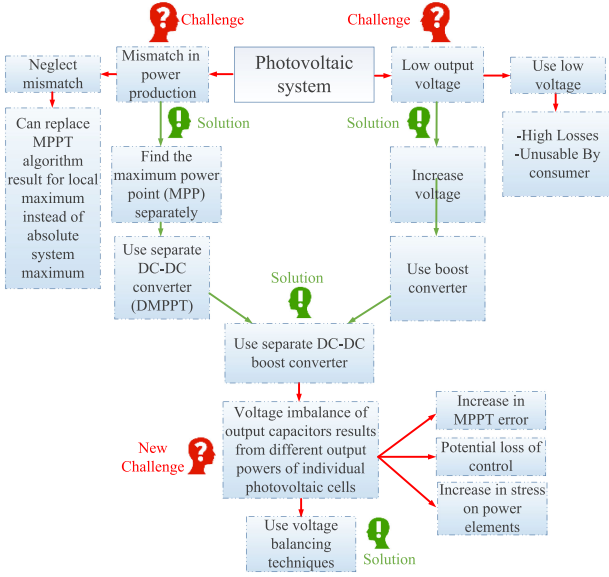 Challenge
Challenge
Neglect
mismatch
Mismatch in
power
production
Photovoltaic
system
Low output
voltage
Use low
voltage
Solution
Solution
Can replace
MPPT
algorithm
result for local
maximum
instead of
absolute
system
maximum
Find the
maximum power
point (MPP)
separately
Increase
voltage
-High Losses
-Unusable By
consumer
Use separate
DC-DC
converter
(DMPPT)
Use boost
converter
Solution
Use separate DC-DC
boost converter
New
Challenge
Voltage imbalance of
output capacitors results
from different output
powers of individual
photovoltaic cells
Increase in
MPPT error
Potential loss of
control
Increase in stress
on power
elements
Use voltage
balancing
techniques
Solution